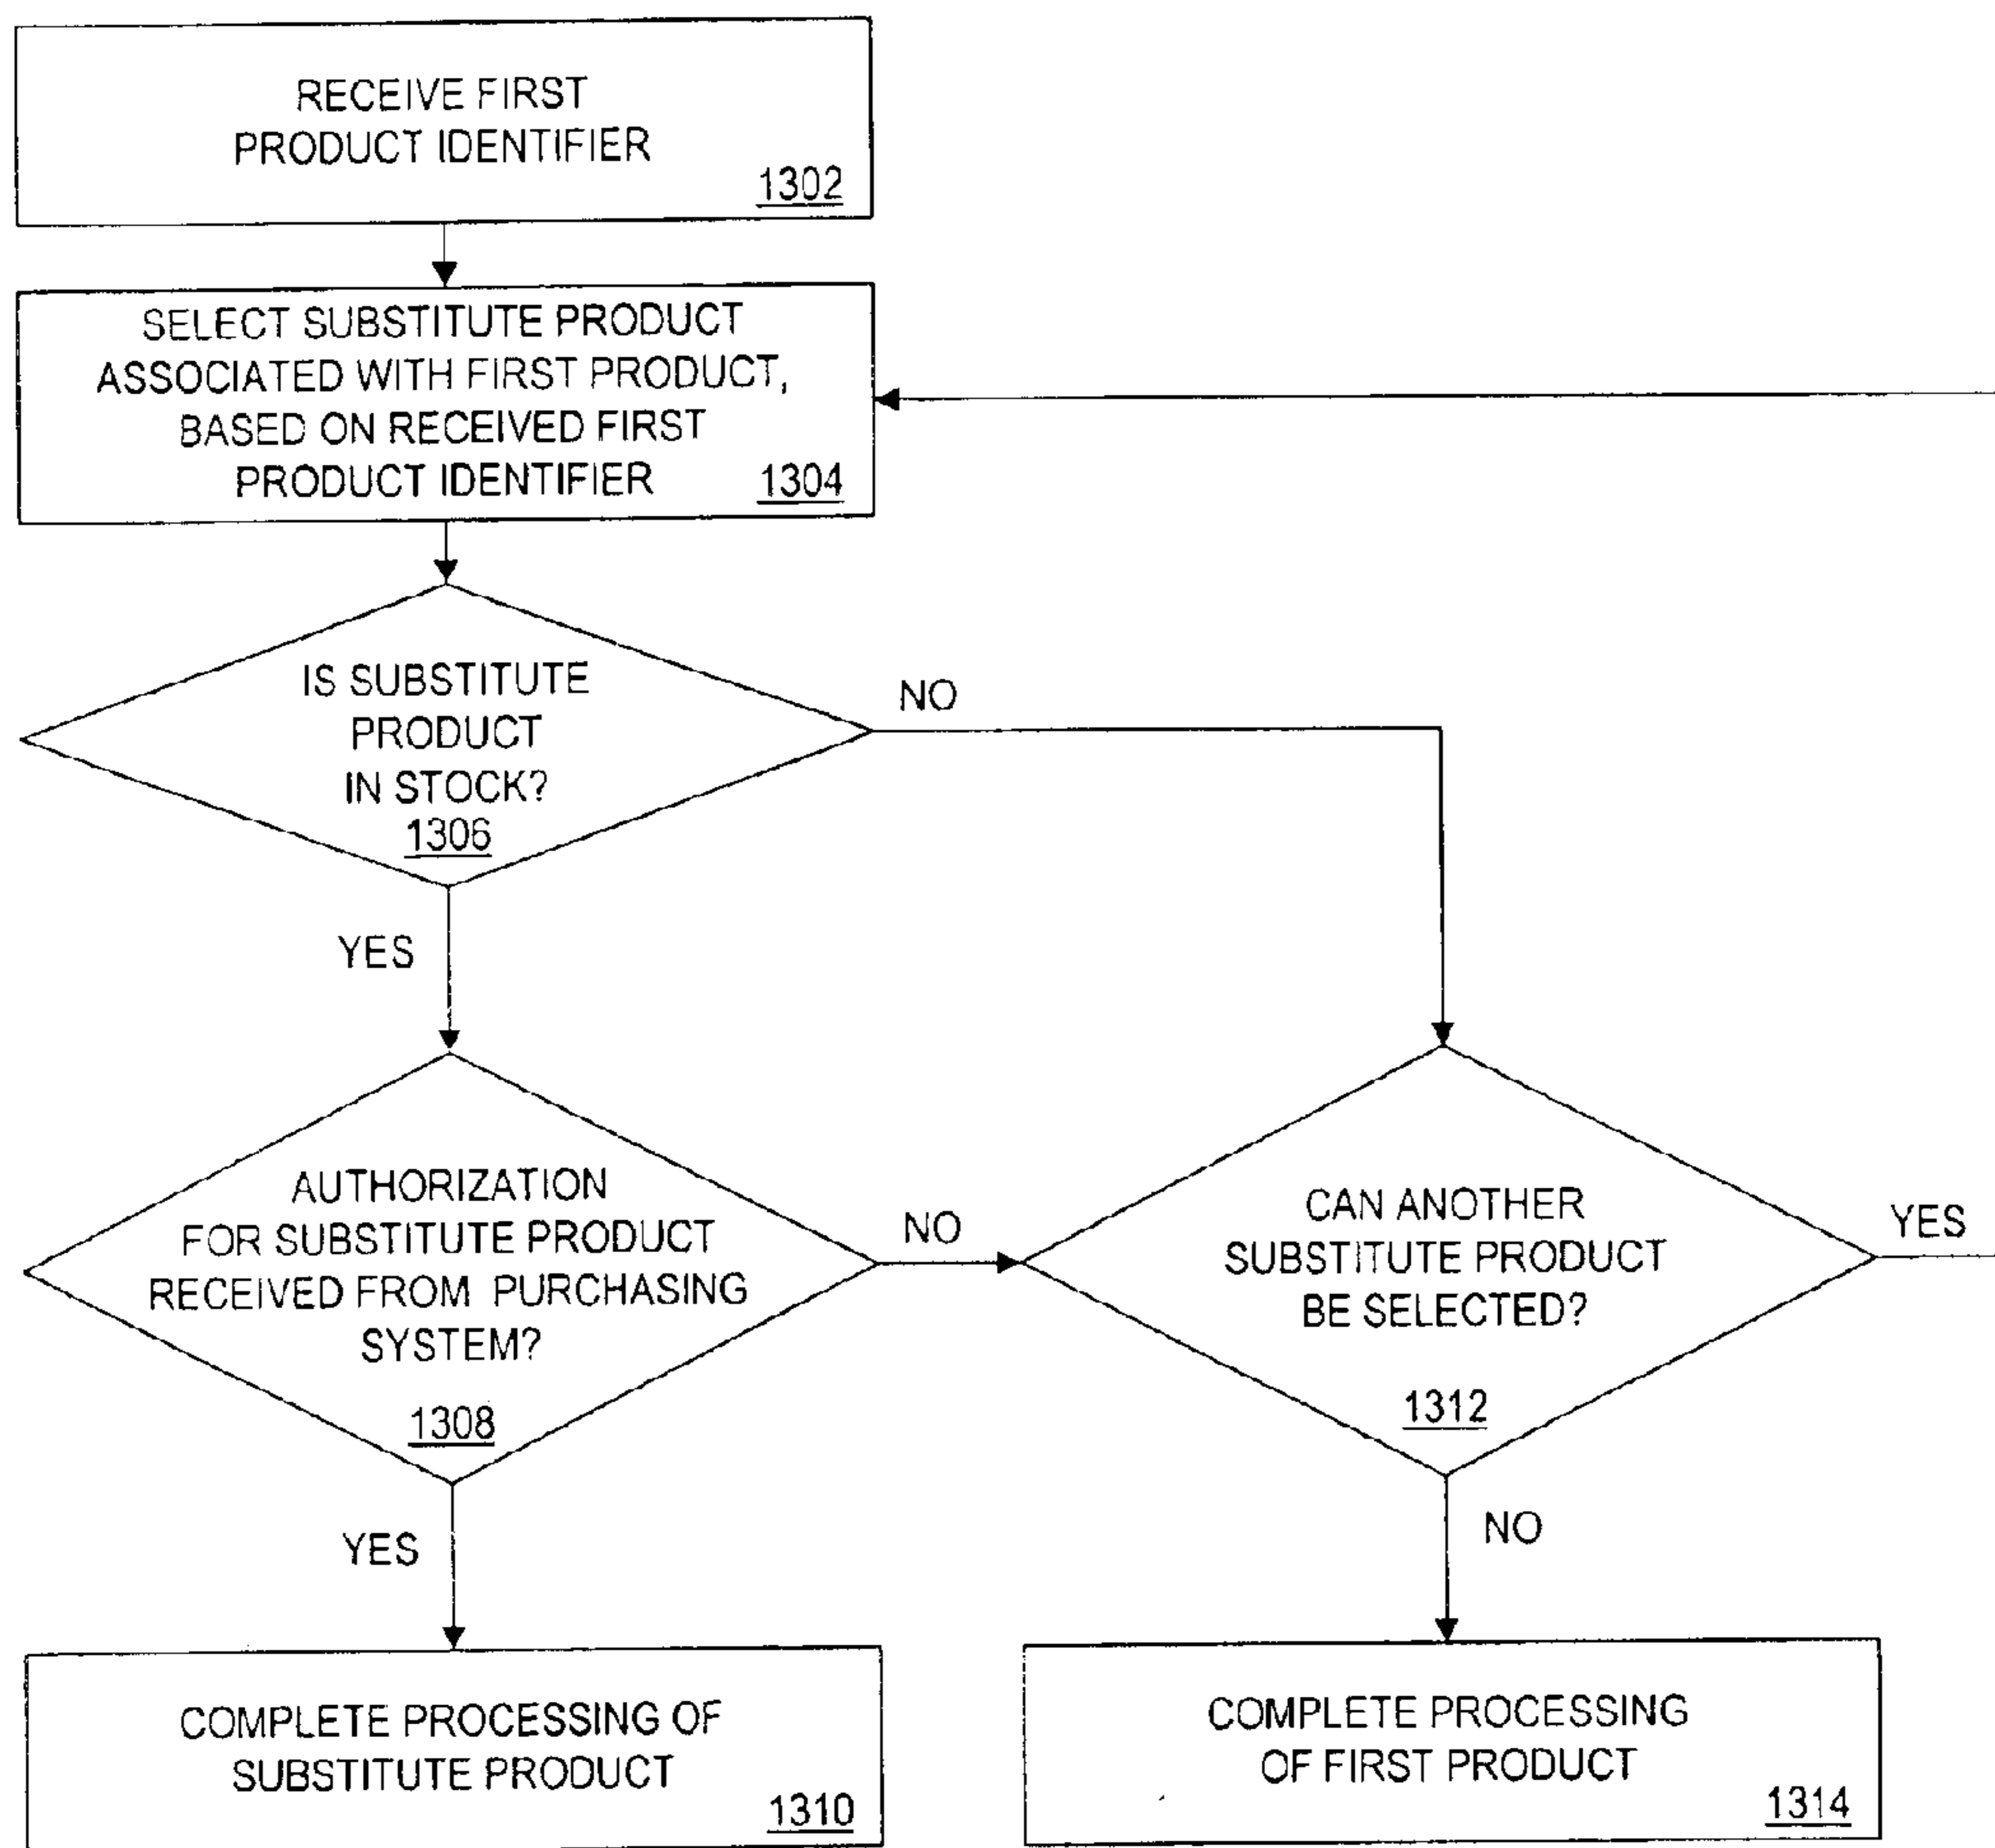 RECEIVE FIRST
PRODUCT IDENTIFIER
1302
SELECT SUBSTITUTE PRODUCT
ASSOCIATED WITH FIRST PRODUCT,
BASED ON RECEIVED FIRST
PRODUCT IDENTIFIER
1304
IS SUBSTITUTE
PRODUCT
IN STOCK?
1306
NO
YES
AUTHORIZATION
FOR SUBSTITUTE PRODUCT
RECEIVED FROM PURCHASING
SYSTEM?
1308
NO
CAN ANOTHER
SUBSTITUTE PRODUCT
BE SELECTED?
1312
YES
YES
NO
COMPLETE PROCESSING OF
SUBSTITUTE PRODUCT
1310
COMPLETE PROCESSING
OF FIRST PRODUCT
1314